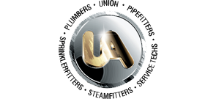 PLUMBERS • UNION • PIPEFITTERS • SERVICE TECHS • STEAMFITTERS • SPRINKLERFITTERS •
UA